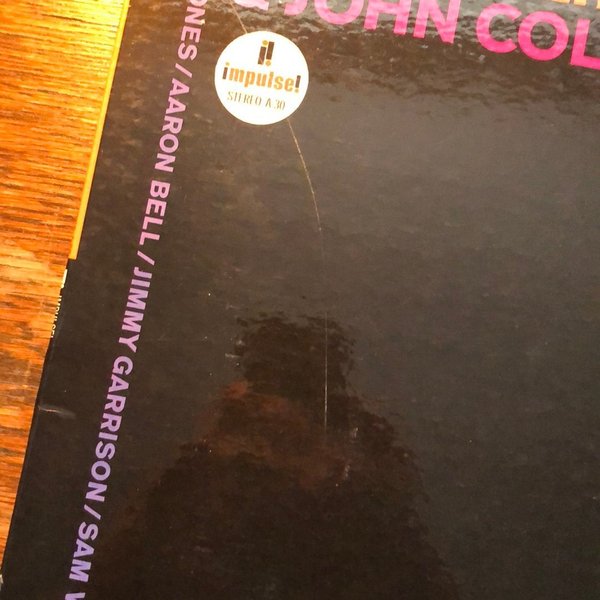 & JOHN COL
impulse!
STEREO A-30
ONES/AARON BELL/JIMMY GARRISON/SAM W